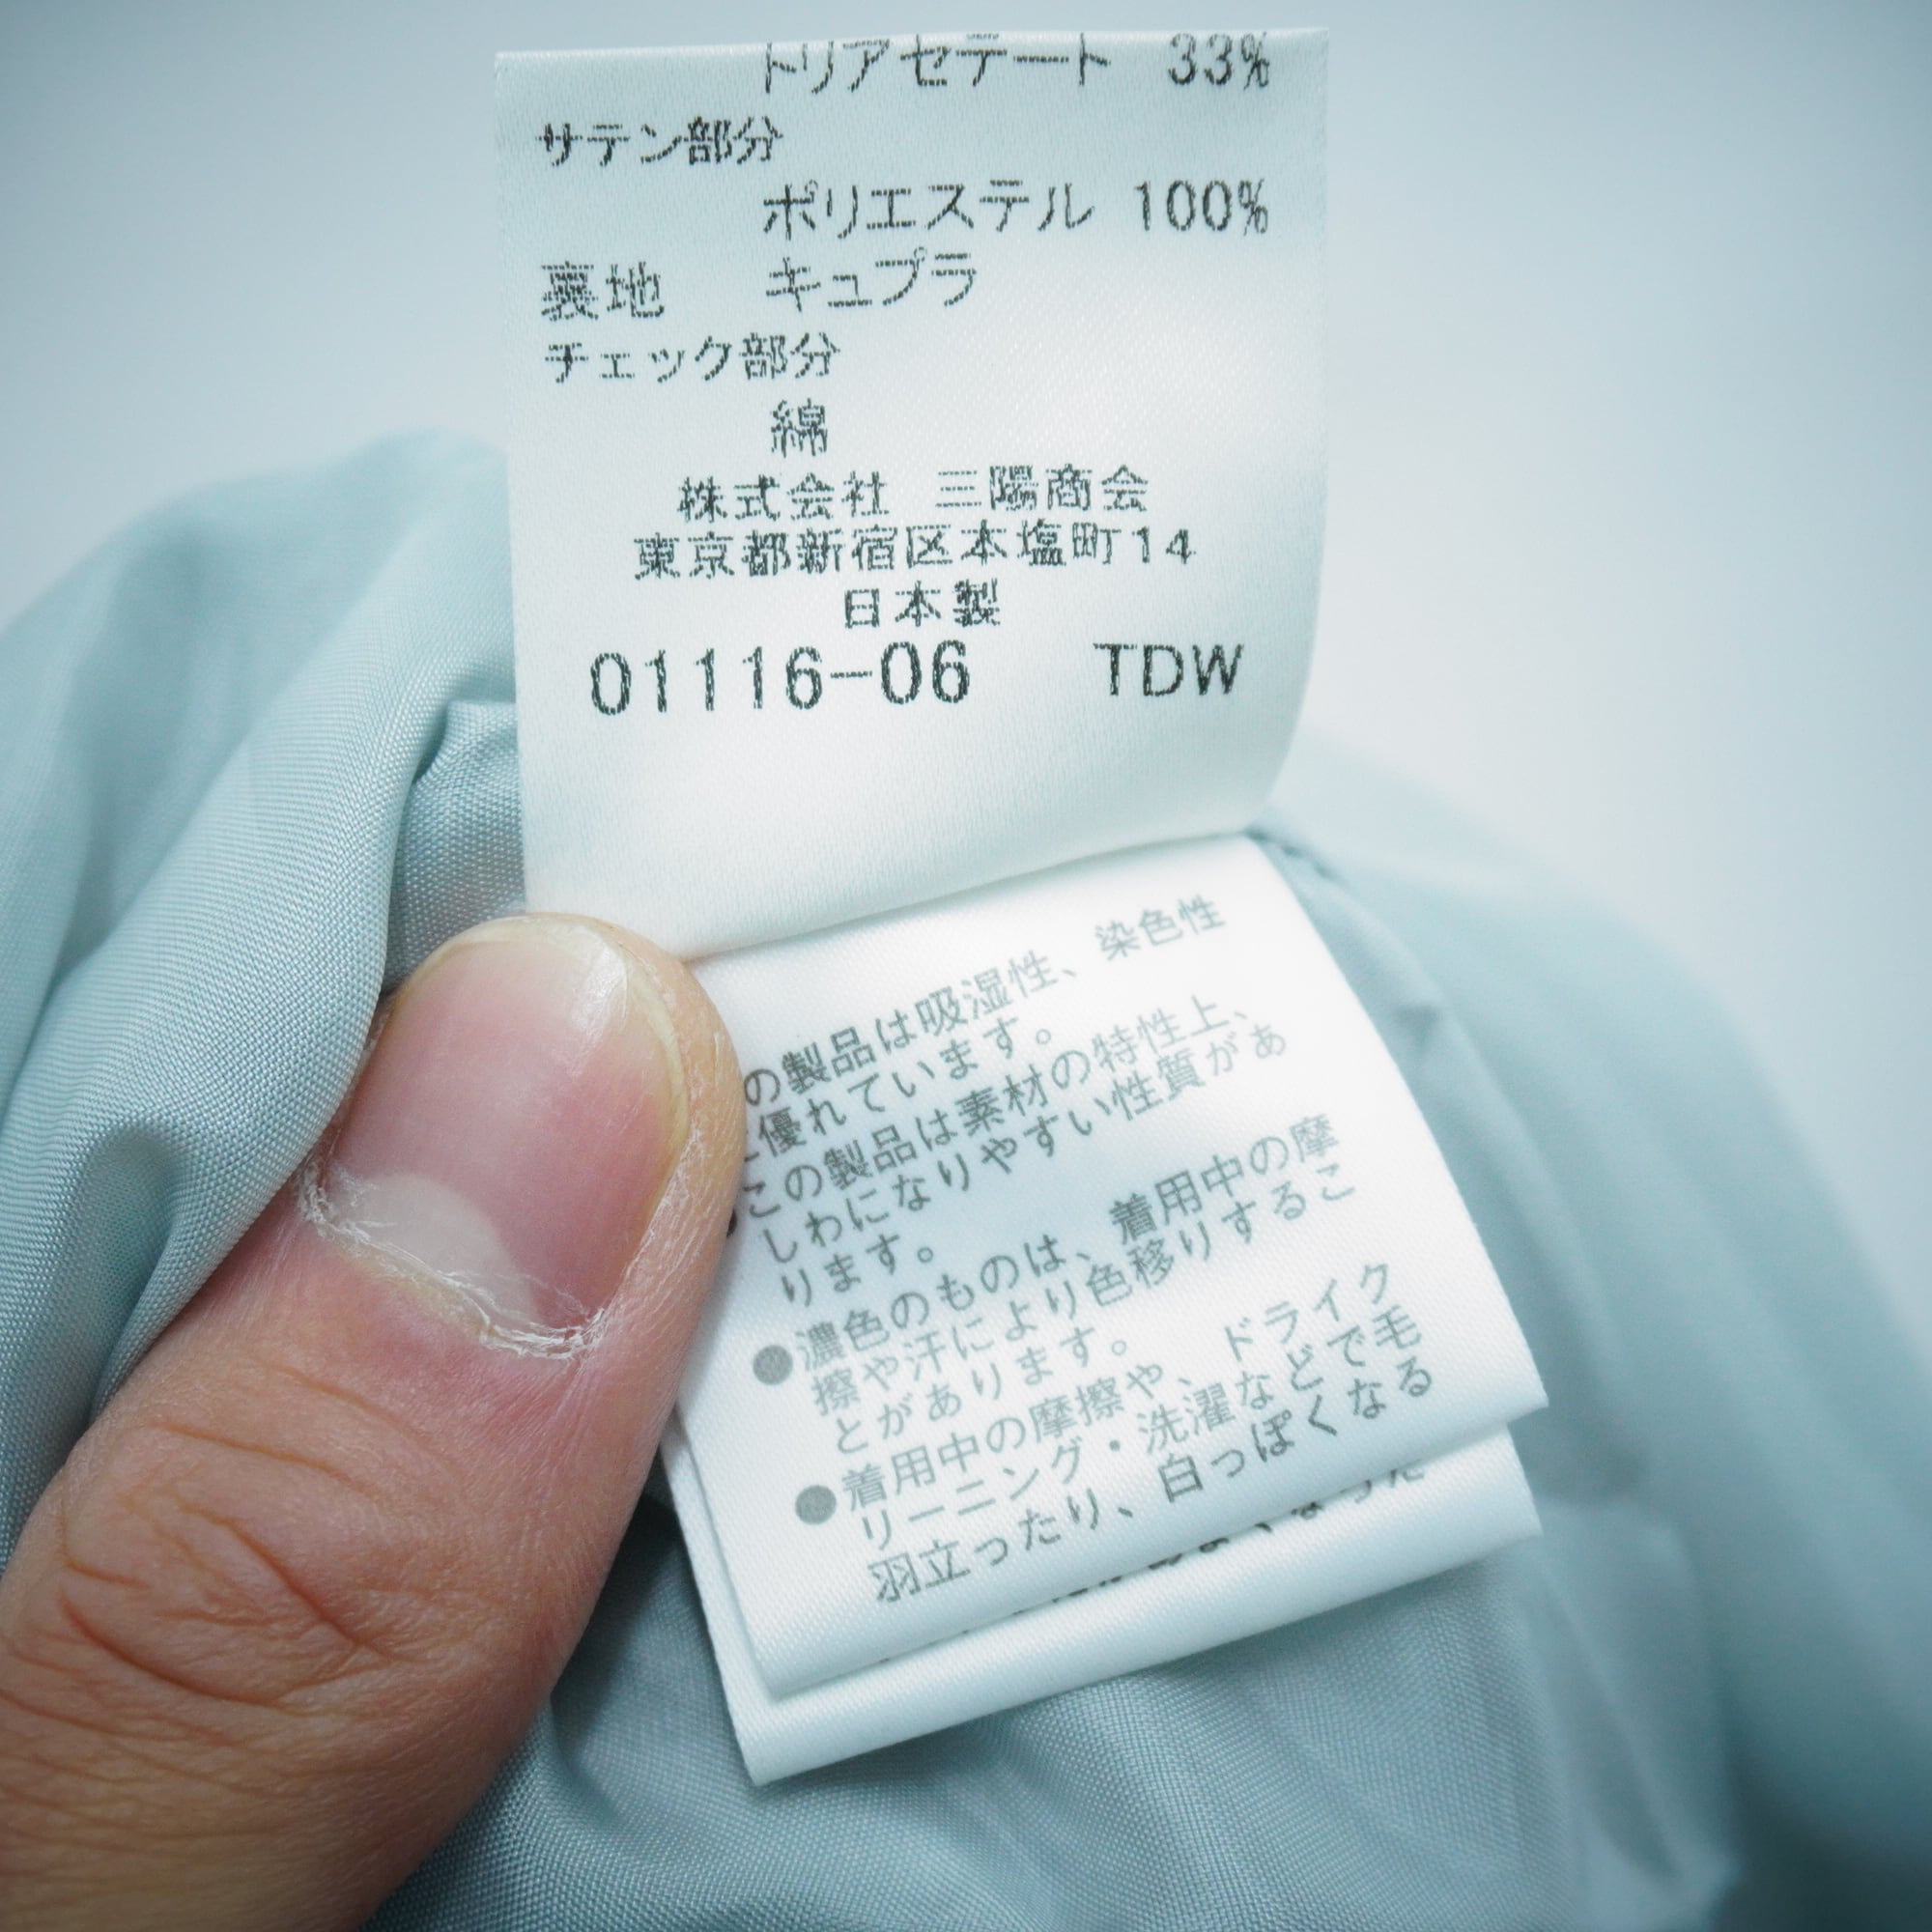 トリアセテート 33%
サテン部分
ポリエステル 100%
裏地 キュプラ
チェック部分
綿
株式会社 三陽商会
東京都新宿区本塩町14
日本製
01116-06 TDW
の製品は吸湿性、染色性
優れています。
この製品は素材の特性上、
しわになりやすい性質があ
ります。
●濃色のものは、着用中の摩
擦や汗により色移りするこ
とがあります。
●着用中の摩擦や、ドライク
リーニング・洗濯などで毛
羽立ったり、白っぽくなる